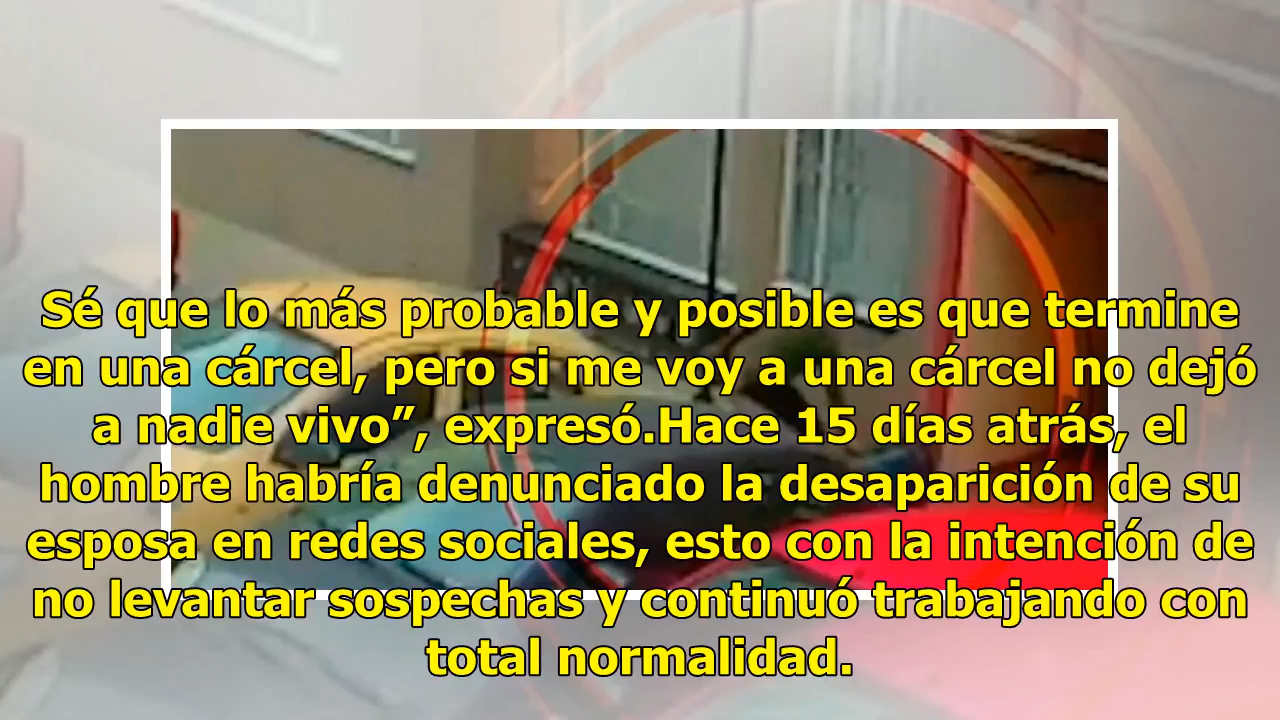 Sé que lo más probable y posible es que termine
en una cárcel, pero si me voy a una cárcel no dejó
a nadie vivo”, expresó.Hace 15 días atrás, el
hombre habría denunciado la desaparición de su
esposa en redes sociales, esto con la intención de
no levantar sospechas y continuó trabajando con
total normalidad.